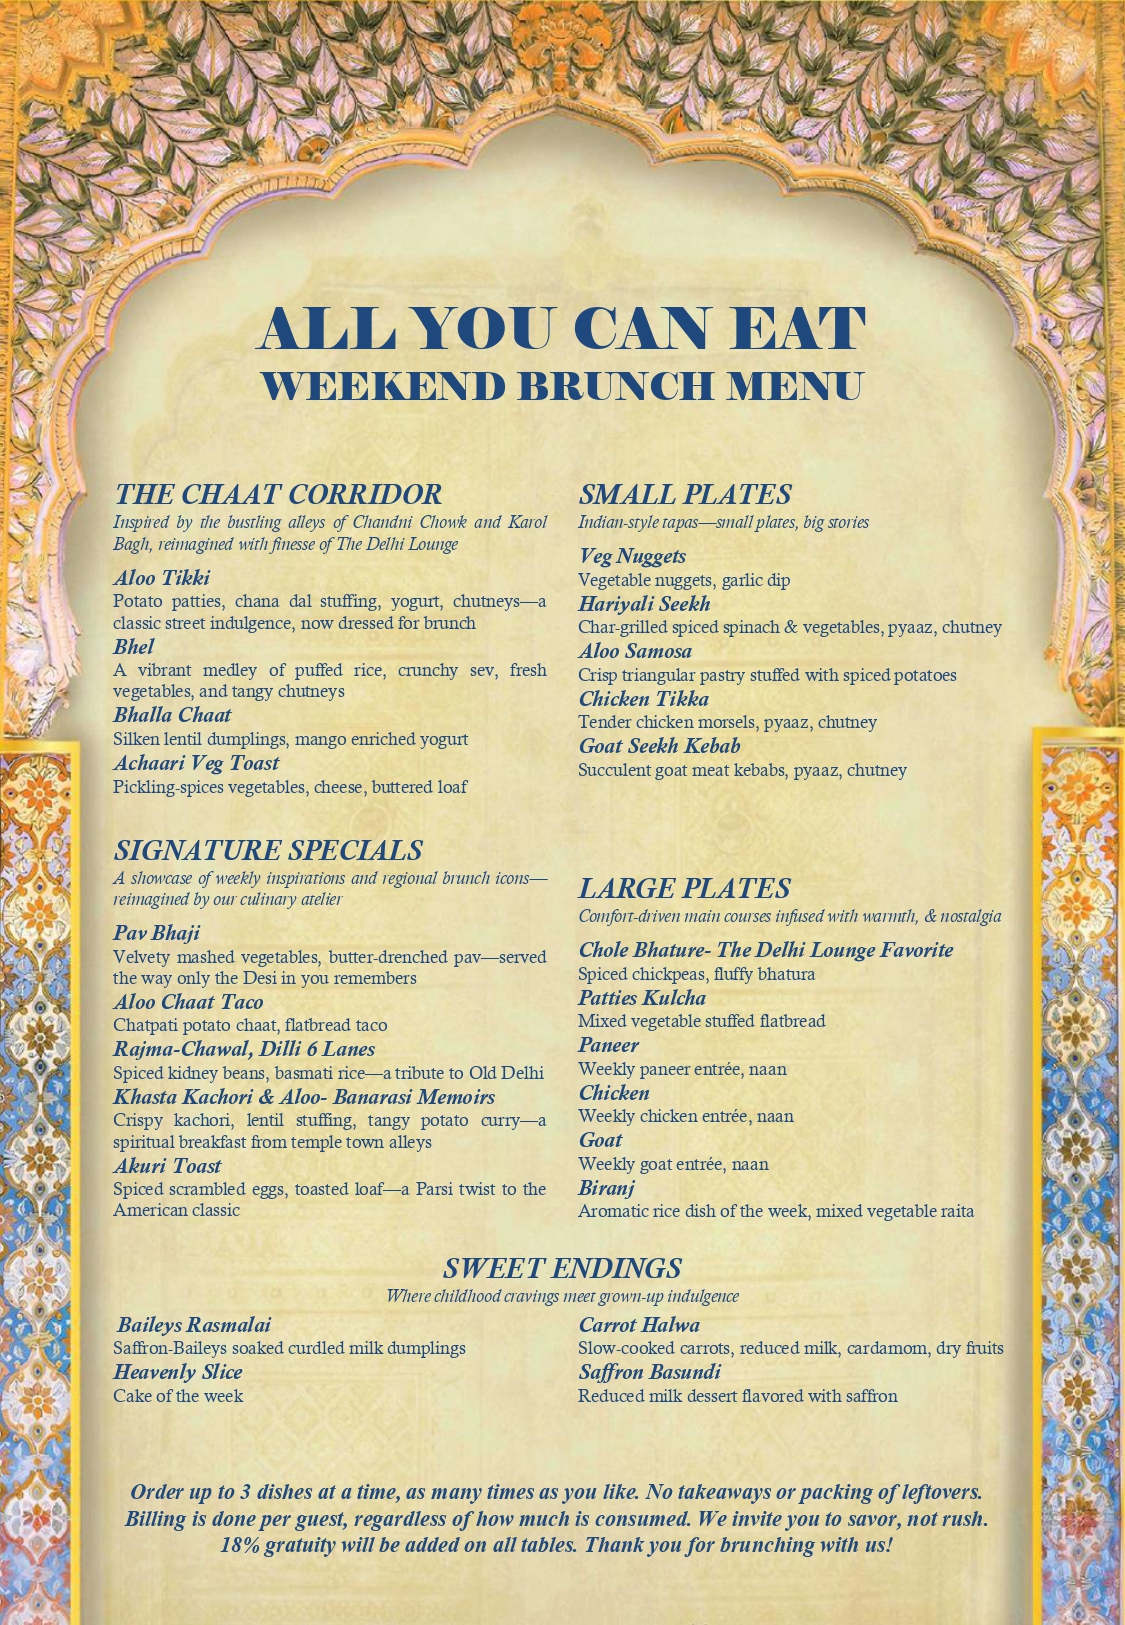 ALL YOU CAN EAT
WEEKEND BRUNCH MENU
THE CHAAT CORRIDOR
Inspired by the bustling alleys of Chandni Chowk and Karol
Bagh, reimagined with finesse of The Delhi Lounge
Aloo Tikki
Potato patties, chana dal stuffing, yogurt, chutneys—a
classic street indulgence, now dressed for brunch
Bhel
A vibrant medley of puffed rice, crunchy sev, fresh
vegetables, and tangy chutneys
Bhalla Chaat
Silken lentil dumplings, mango enriched yogurt
Achaari Veg Toast
Pickling-spices vegetables, cheese, buttered loaf
SIGNATURE SPECIALS
A showcase of weekly inspirations and regional brunch icons—
reimagined by our culinary atelier
Pav Bhaji
Velvety mashed vegetables, butter-drenched pav—served
the way only the Desi in you remembers
Aloo Chaat Taco
Chatpati potato chaat, flatbread taco
Rajma-Chawal, Dilli 6 Lanes
Spiced kidney beans, basmati rice—a tribute to Old Delhi
Khasta Kachori & Aloo- Banarasi Memoirs
Crispy kachori, lentil stuffing, tangy potato curry—a
spiritual breakfast from temple town alleys
Akuri Toast
Spiced scrambled eggs, toasted loaf—a Parsi twist to the
American classic
SMALL PLATES
Indian-style tapas—small plates, big stories
Veg Nuggets
Vegetable nuggets, garlic dip
Hariyali Seekh
Char-grilled spiced spinach & vegetables, pyaaz, chutney
Aloo Samosa
Crisp triangular pastry stuffed with spiced potatoes
Chicken Tikka
Tender chicken morsels, pyaaz, chutney
Goat Seekh Kebab
Succulent goat meat kebabs, pyaaz, chutney
LARGE PLATES
Comfort-driven main courses infused with warmth, & nostalgia
Chole Bhature- The Delhi Lounge Favorite
Spiced chickpeas, fluffy bhatura
Patties Kulcha
Mixed vegetable stuffed flatbread
Paneer
Weekly paneer entrée, naan
Chicken
Weekly chicken entrée, naan
Goat
Weekly goat entrée, naan
Biranj
Aromatic rice dish of the week, mixed vegetable raita
SWEET ENDINGS
Where childhood cravings meet grown-up indulgence
Baileys Rasmalai
Saffron-Baileys soaked curdled milk dumplings
Heavenly Slice
Cake of the week
Carrot Halwa
Slow-cooked carrots, reduced milk, cardamom, dry fruits
Saffron Basundi
Reduced milk dessert flavored with saffron
Order up to 3 dishes at a time, as many times as you like. No takeaways or packing of leftovers.
Billing is done per guest, regardless of how much is consumed. We invite you to savor, not rush.
18% gratuity will be added on all tables. Thank you for brunching with us!